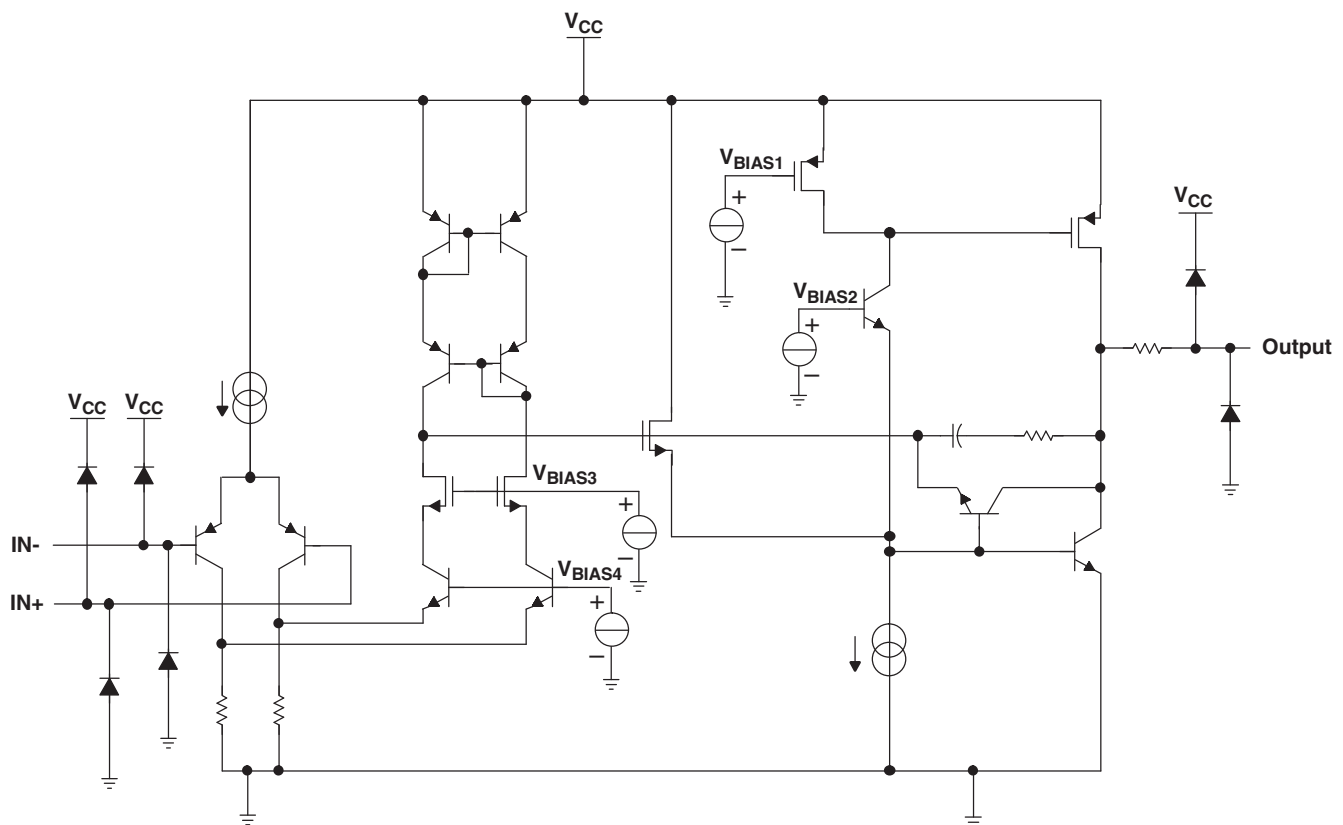 VCC
VBIAS1
+
−
VCC
VBIAS2
+
−
Output
VCC
VCC
VBIAS3
+
−
IN-
VBIAS4
IN+
+
−